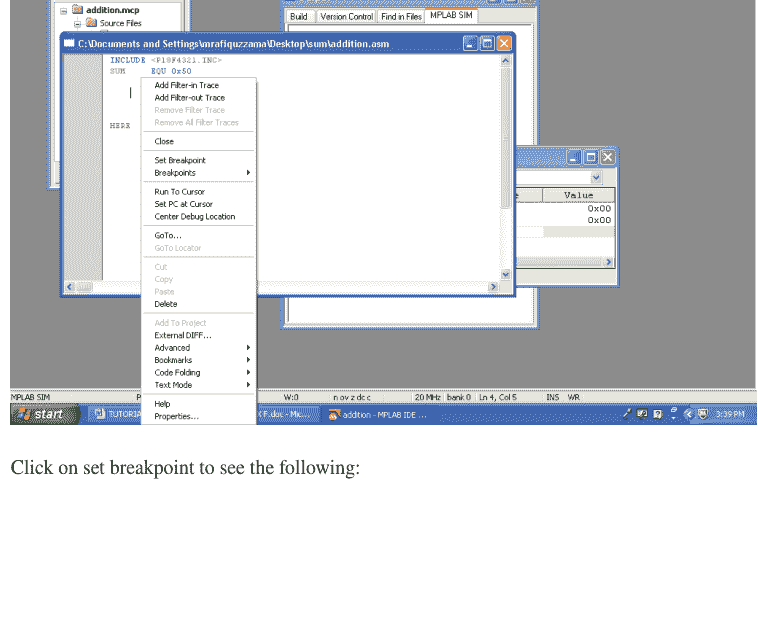 addition.mcp
Source Files
Build Version Control Find in Files MPLAB SIM
C:\Documents and Settings\mrafiquzzama\Desktop\sum\addition.asm
INCLUDE <P18F4321.INC>
SUM EQU 0x50
HERE
Add Filter-in Trace
Add Filter-out Trace
Remove Filter Trace
Remove All Filter Traces
Close
Set Breakpoint
Breakpoints
Run To Cursor
Set PC at Cursor
Center Debug Location
GoTo...
GoTo Locator
Cut
Copy
Paste
Delete
Add To Project
External DIFF...
Advanced
Bookmarks
Code Folding
Text Mode
Help
Properties...
Value
0x00
0x00
MPLAB SIM P W:0 n ov z dc c 20 MHz bank 0 Ln 4, Col 5 INS WR
start TUTORIA X F.doc - Mic... addtion - MPLAB IDE ... 3:39 PM
Click on set breakpoint to see the following: